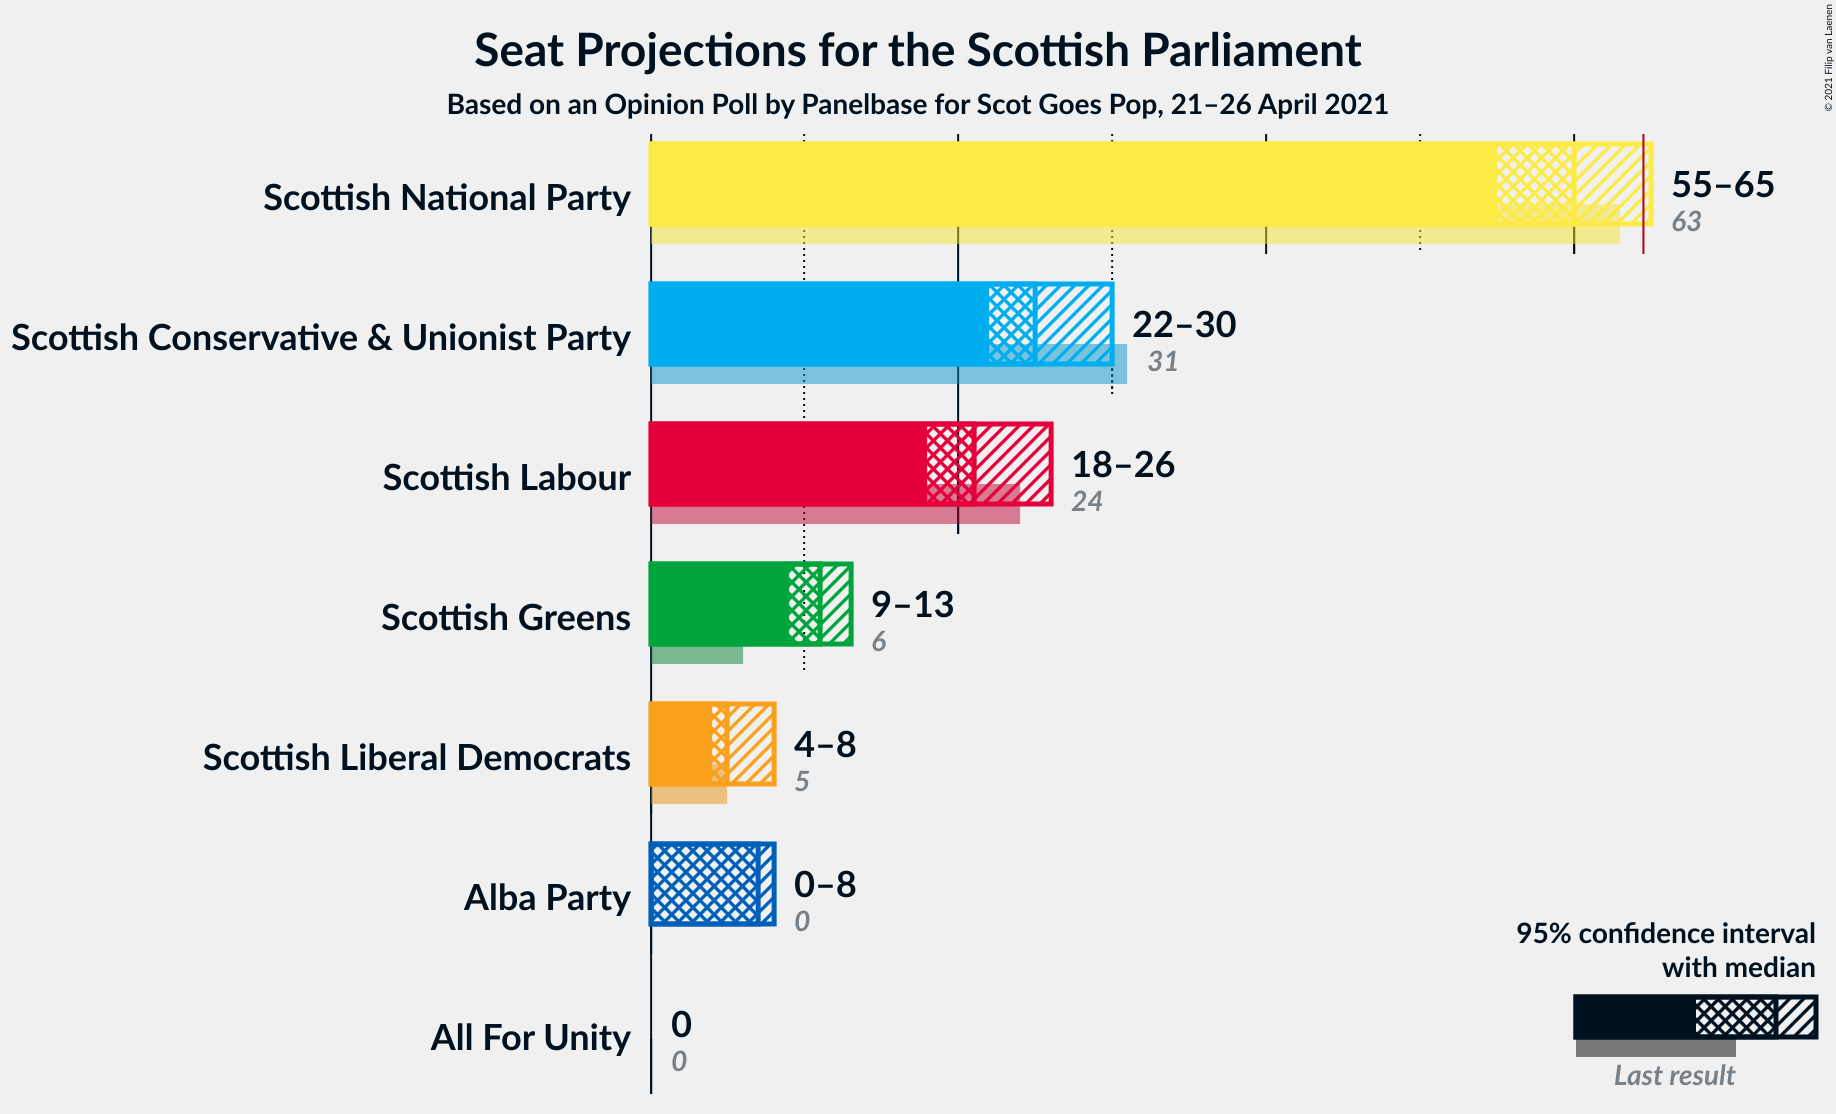 Seat Projections for the Scottish Parliament
Based on an Opinion Poll by Panelbase for Scot Goes Pop, 21–26 April 2021
© 2021 Filip van Laenen
Scottish National Party
55–65
63
Scottish Conservative & Unionist Party
22–30
31
Scottish Labour
18–26
24
Scottish Greens
9–13
6
Scottish Liberal Democrats
4–8
5
Alba Party
0–8
0
All For Unity
0
0
95% confidence interval
with median
Last result